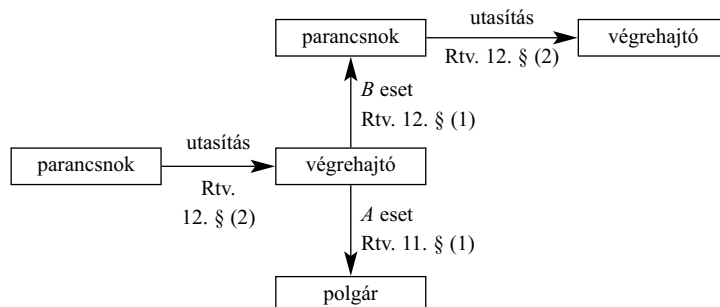 parancsnok
utasítás
Rtv. 12. § (2)
végrehajtó
B eset
Rtv. 12. § (1)
parancsnok
utasítás
Rtv.
12. § (2)
végrehajtó
A eset
Rtv. 11. § (1)
polgár